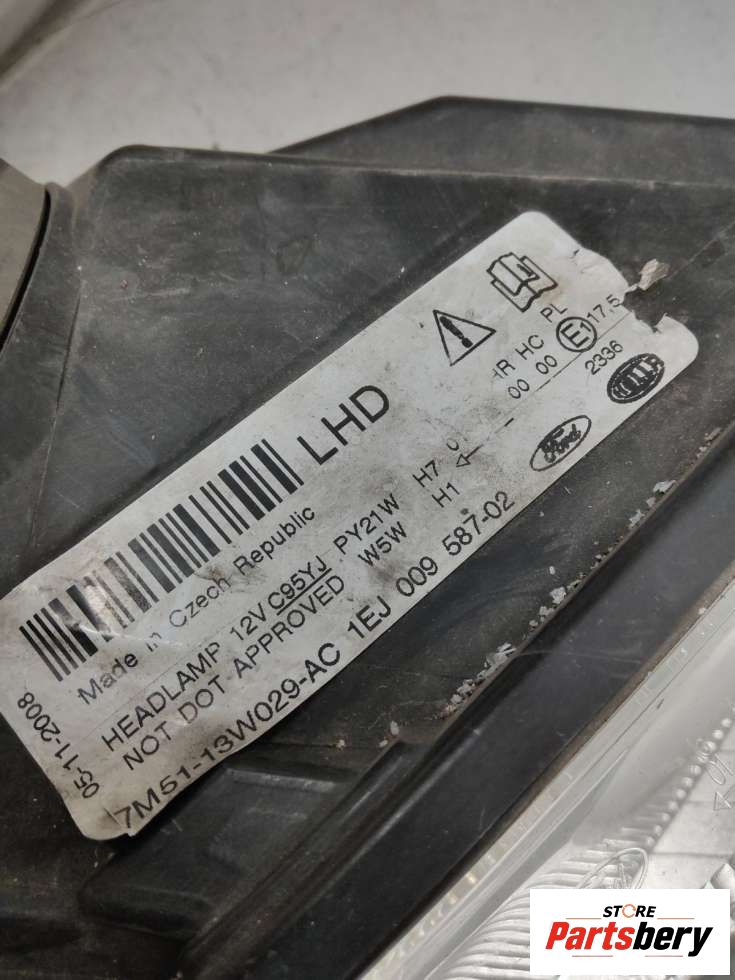 LHD
Made in Czech Republic
05-11-2008
HEADLAMP 12V C95YJ PY21W H7
NOT DOT APPROVED W5W H1
7M51-13W029-AC 1EJ 009 587-02
HC PL
00 00 E1 17,5
2336
Ford
HELLA
STORE
Partsbery